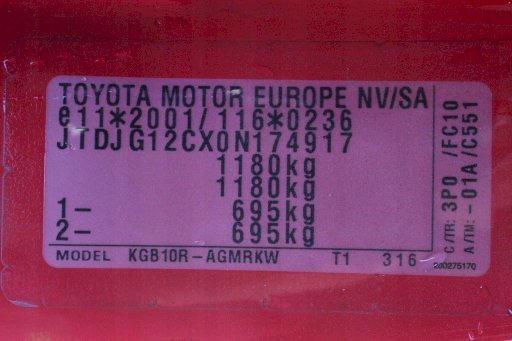 TOYOTA MOTOR EUROPE NV/SA
e11*2001/116*0236
JTDJG12CX0N174917
1180kg
1180kg
1- 695kg
2- 695kg
MODEL KGB10R-AGMRKW T1 316
C/TR: 3P0 /FC10
A/TM: -01A /C551